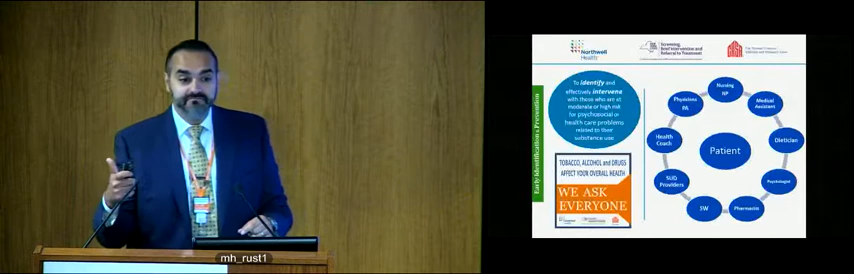 mh_rust1
Northwell
Health
Screening,
Brief Intervention and
Referral to Treatment
Early Identification & Prevention
To identify and
effectively intervene
with those who are at
moderate or high risk
for psychosocial or
health care problems
related to their
substance use
TOBACCO, ALCOHOL and DRUGS
AFFECT YOUR OVERALL HEALTH
WE ASK
EVERYONE
Patient
Nursing
NP
Medical
Assistant
Dietician
Psychologist
Pharmacist
SW
SUD
Providers
Health
Coach
Physicians
PA